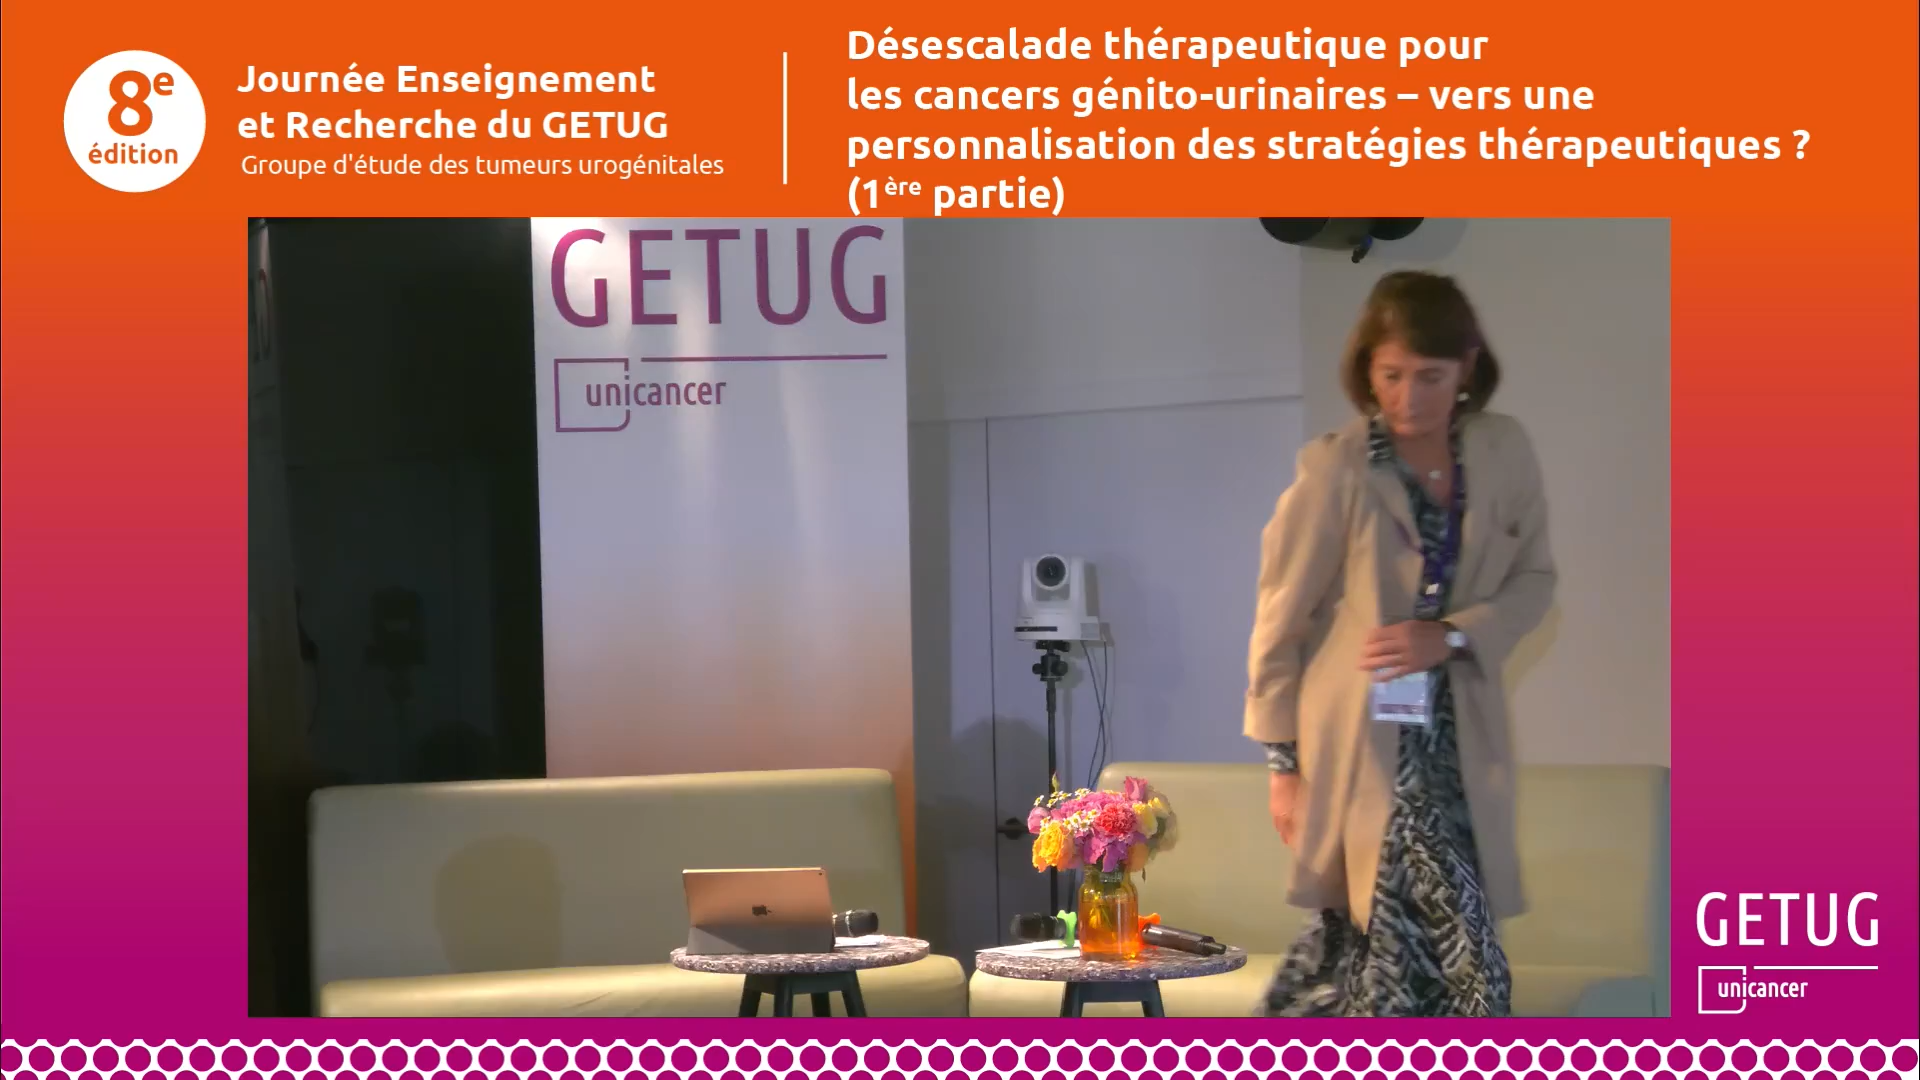 8e
édition
Journée Enseignement
et Recherche du GETUG
Groupe d'étude des tumeurs urogénitales
Désescalade thérapeutique pour
les cancers génito-urinaires – vers une
personnalisation des stratégies thérapeutiques ?
(1ère partie)
GETUG
unicancer
GETUG
unicancer